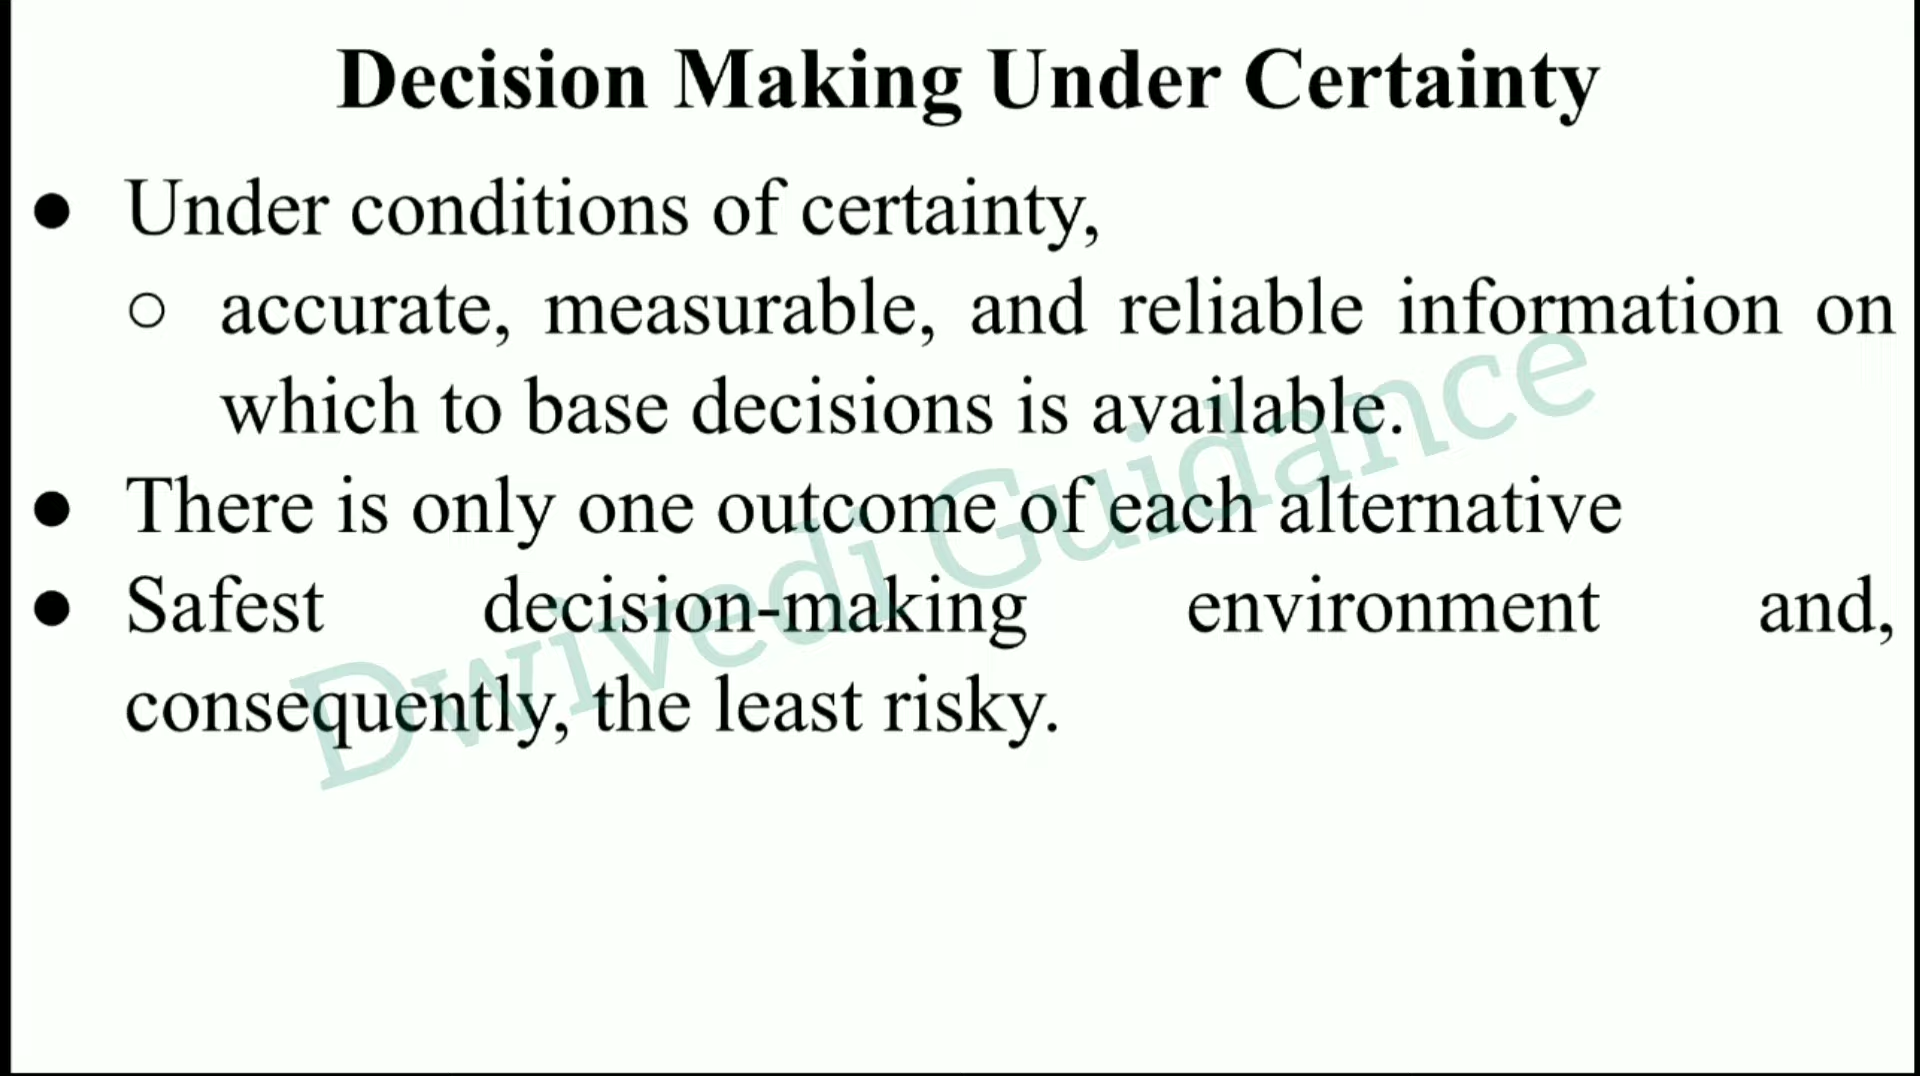 Decision Making Under Certainty
● Under conditions of certainty,
○ accurate, measurable, and reliable information on
which to base decisions is available.
● There is only one outcome of each alternative
● Safest decision-making environment and,
consequently, the least risky.
Dwivedi Guidance